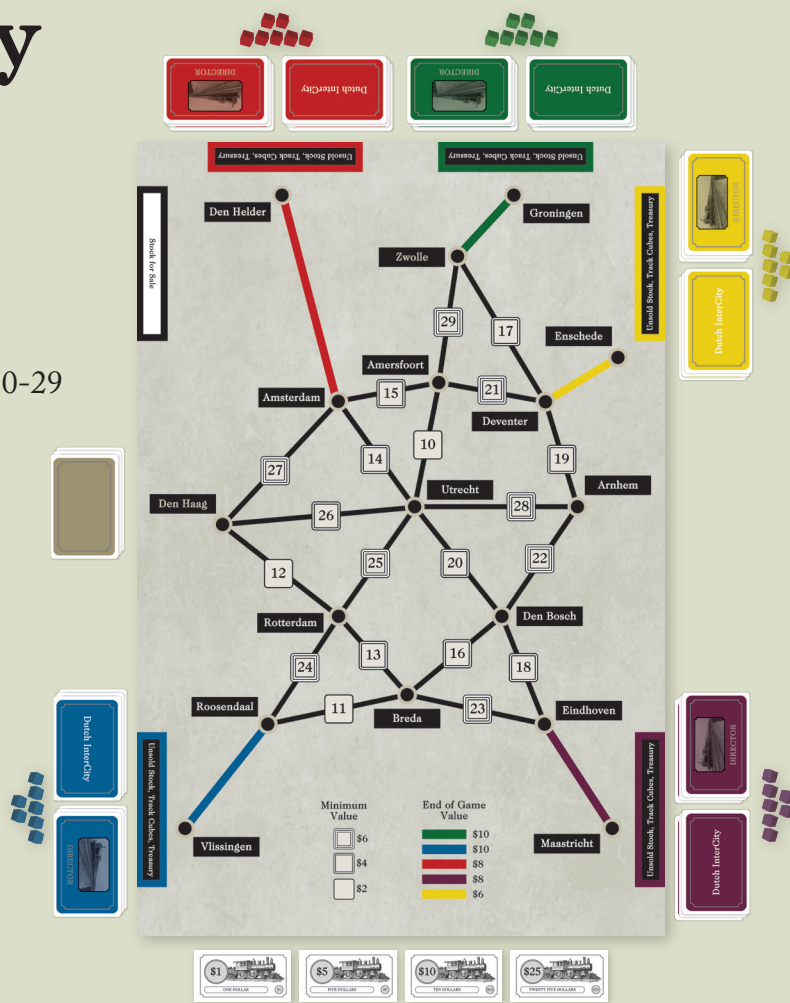 y
0-29
DIRECTOR
Dutch InterCity
DIRECTOR
Dutch InterCity
Unsold Stock, Track Cubes, Treasury
Unsold Stock, Track Cubes, Treasury
Stock for Sale
Unsold Stock, Track Cubes, Treasury
DIRECTOR
Dutch InterCity
Den Helder
Groningen
Zwolle
29
17
Enschede
Amersfoort
15
21
Amsterdam
Deventer
10
27
14
19
Utrecht
Arnhem
Den Haag
26
28
12
25
20
22
Rotterdam
Den Bosch
13
16
24
18
Roosendaal
11
Breda
23
Eindhoven
Dutch InterCity
DIRECTOR
Unsold Stock, Track Cubes, Treasury
Unsold Stock, Track Cubes, Treasury
DIRECTOR
Dutch InterCity
Vlissingen
Maastricht
Minimum
Value
$6
$4
$2
End of Game
Value
$10
$10
$8
$8
$6
$1
ONE DOLLAR
$5
FIVE DOLLARS
$10
TEN DOLLARS
$25
TWENTY FIVE DOLLARS